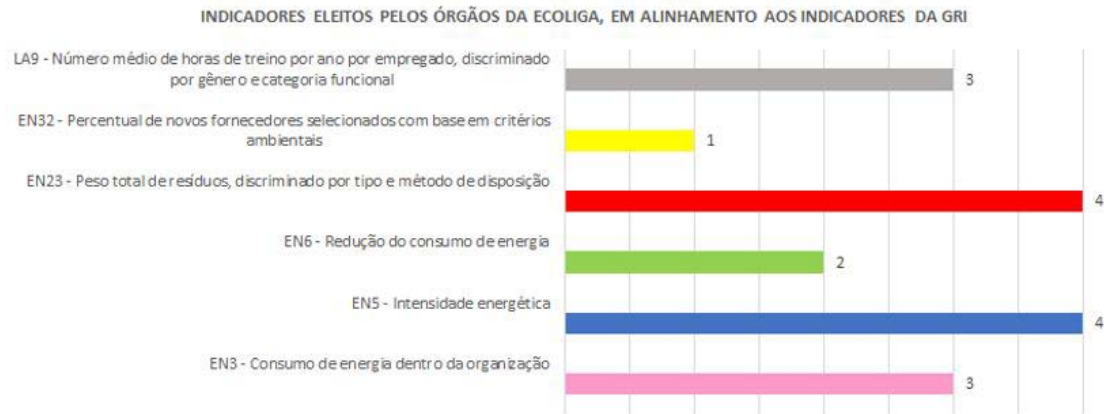 INDICADORES ELEITOS PELOS ÓRGÃOS DA ECOLIGA, EM ALINHAMENTO AOS INDICADORES DA GRI
LA9 - Número médio de horas de treino por ano por empregado, discriminado
por gênero e categoria funcional
3
EN32 - Percentual de novos fornecedores selecionados com base em critérios
ambientais
1
EN23 - Peso total de resíduos, discriminado por tipo e método de disposição
4
EN6 - Redução do consumo de energia
2
EN5 - Intensidade energética
4
EN3 - Consumo de energia dentro da organização
3